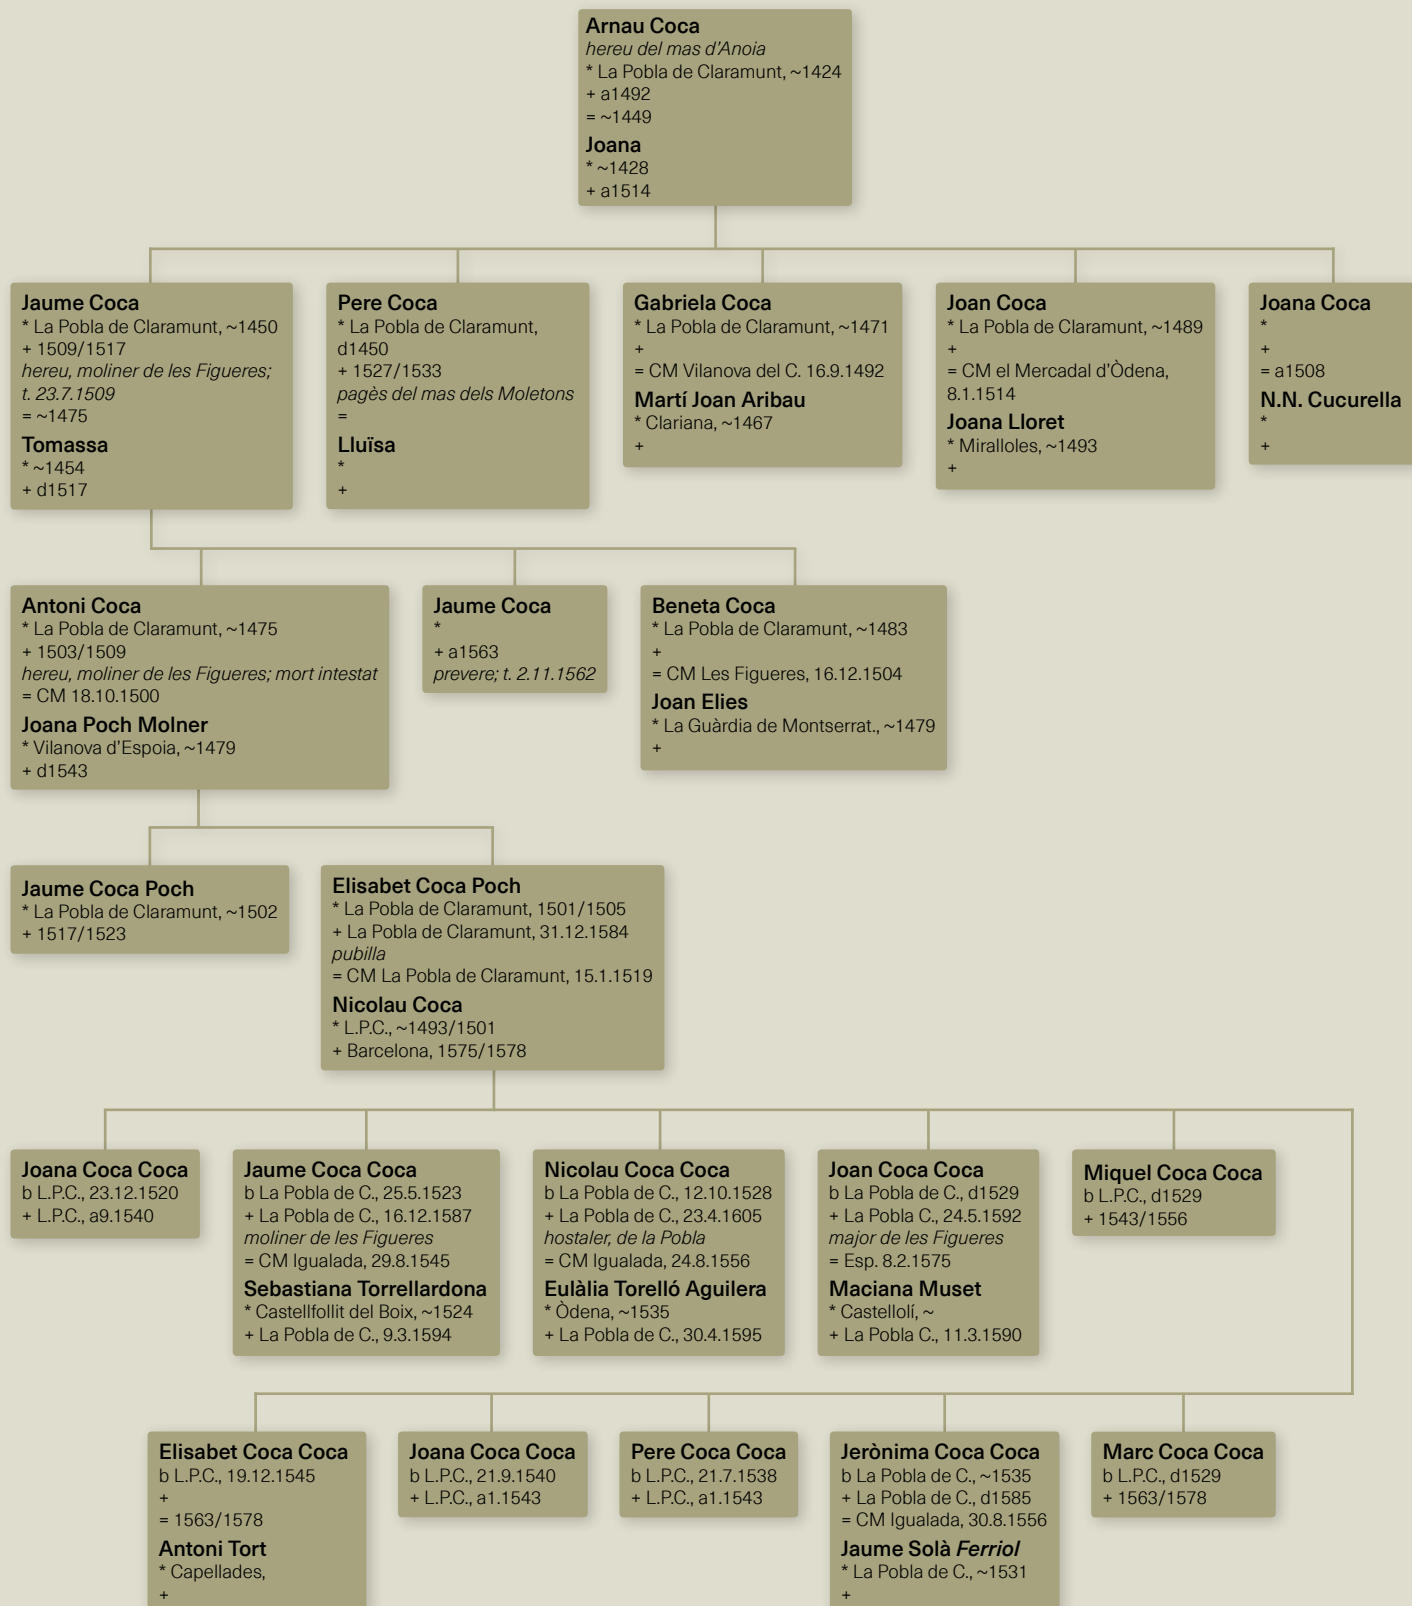 Arnau Coca
hereu del mas d'Anoia
* La Pobla de Claramunt, ~1424
+ a1492
= ~1449
Joana
* ~1428
+ a1514
Jaume Coca
* La Pobla de Claramunt, ~1450
+ 1509/1517
hereu, moliner de les Figueres;
t. 23.7.1509
= ~1475
Tomassa
* ~1454
+ d1517
Pere Coca
* La Pobla de Claramunt,
d1450
+ 1527/1533
pagès del mas dels Moletons
=
Lluïsa
*
+
Gabriela Coca
* La Pobla de Claramunt, ~1471
+
= CM Vilanova del C. 16.9.1492
Martí Joan Aribau
* Clariana, ~1467
+
Joan Coca
* La Pobla de Claramunt, ~1489
+
= CM el Mercadal d'Òdena,
8.1.1514
Joana Lloret
* Miralloles, ~1493
+
Joana Coca
*
+
= a1508
N.N. Cucurella
*
+
Antoni Coca
* La Pobla de Claramunt, ~1475
+ 1503/1509
hereu, moliner de les Figueres; mort intestat
= CM 18.10.1500
Joana Poch Molner
* Vilanova d'Espoia, ~1479
+ d1543
Jaume Coca
*
+ a1563
prevere; t. 2.11.1562
Beneta Coca
* La Pobla de Claramunt, ~1483
+
= CM Les Figueres, 16.12.1504
Joan Elies
* La Guàrdia de Montserrat., ~1479
+
Jaume Coca Poch
* La Pobla de Claramunt, ~1502
+ 1517/1523
Elisabet Coca Poch
* La Pobla de Claramunt, 1501/1505
+ La Pobla de Claramunt, 31.12.1584
pubilla
= CM La Pobla de Claramunt, 15.1.1519
Nicolau Coca
* L.P.C., ~1493/1501
+ Barcelona, 1575/1578
Joana Coca Coca
b L.P.C., 23.12.1520
+ L.P.C., a9.1540
Jaume Coca Coca
b La Pobla de C., 25.5.1523
+ La Pobla de C., 16.12.1587
moliner de les Figueres
= CM Igualada, 29.8.1545
Sebastiana Torrellardona
* Castellfollit del Boix, ~1524
+ La Pobla de C., 9.3.1594
Nicolau Coca Coca
b La Pobla de C., 12.10.1528
+ La Pobla de C., 23.4.1605
hostaler, de la Pobla
= CM Igualada, 24.8.1556
Eulàlia Torelló Aguilera
* Òdena, ~1535
+ La Pobla de C., 30.4.1595
Joan Coca Coca
b La Pobla de C., d1529
+ La Pobla C., 24.5.1592
major de les Figueres
= Esp. 8.2.1575
Maciana Muset
* Castellolí, ~
+ La Pobla C., 11.3.1590
Miquel Coca Coca
b L.P.C., d1529
+ 1543/1556
Elisabet Coca Coca
b L.P.C., 19.12.1545
+
= 1563/1578
Antoni Tort
* Capellades,
+
Joana Coca Coca
b L.P.C., 21.9.1540
+ L.P.C., a1.1543
Pere Coca Coca
b L.P.C., 21.7.1538
+ L.P.C., a1.1543
Jerònima Coca Coca
b La Pobla de C., ~1535
+ La Pobla de C., d1585
= CM Igualada, 30.8.1556
Jaume Solà Ferriol
* La Pobla de C., ~1531
+
Marc Coca Coca
b L.P.C., d1529
+ 1563/1578